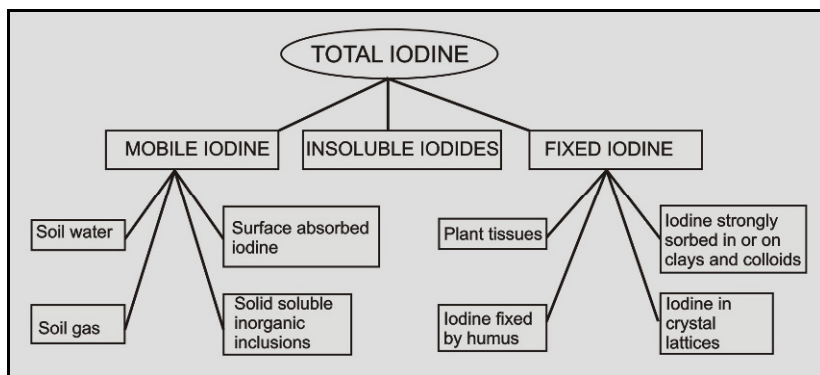 TOTAL IODINE
MOBILE IODINE
INSOLUBLE IODIDES
FIXED IODINE
Soil water
Surface absorbed
iodine
Soil gas
Solid soluble
inorganic
inclusions
Plant tissues
Iodine strongly
sorbed in or on
clays and colloids
Iodine fixed
by humus
Iodine in
crystal
lattices